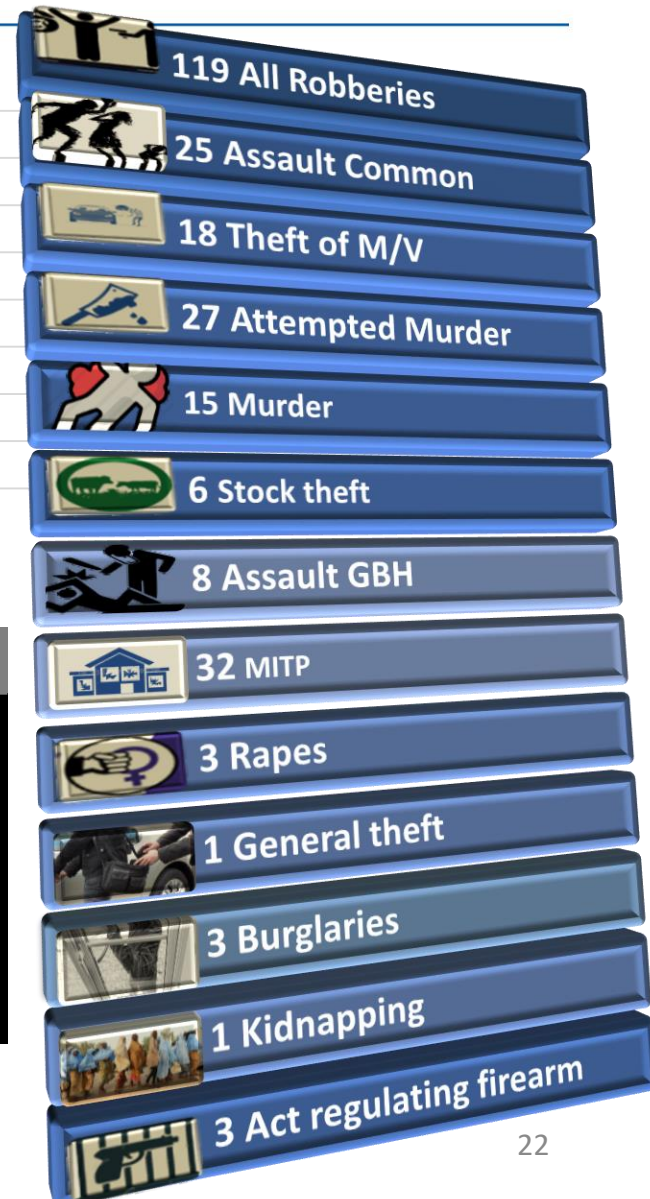 119 All Robberies
25 Assault Common
18 Theft of M/V
27 Attempted Murder
15 Murder
6 Stock theft
8 Assault GBH
32 MITP
3 Rapes
1 General theft
3 Burglaries
1 Kidnapping
3 Act regulating firearm
22